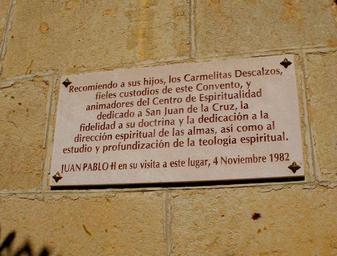 Recomiendo a sus hijos, los Carmelitas Descalzos,
fieles custodios de este Convento, y
animadores del Centro de Espiritualidad
dedicado a San Juan de la Cruz, la
fidelidad a su doctrina y la dedicación a la
dirección espiritual de las almas, así como al
estudio y profundización de la teología espiritual.
JUAN PABLO II en su visita a este lugar, 4 Noviembre 1982